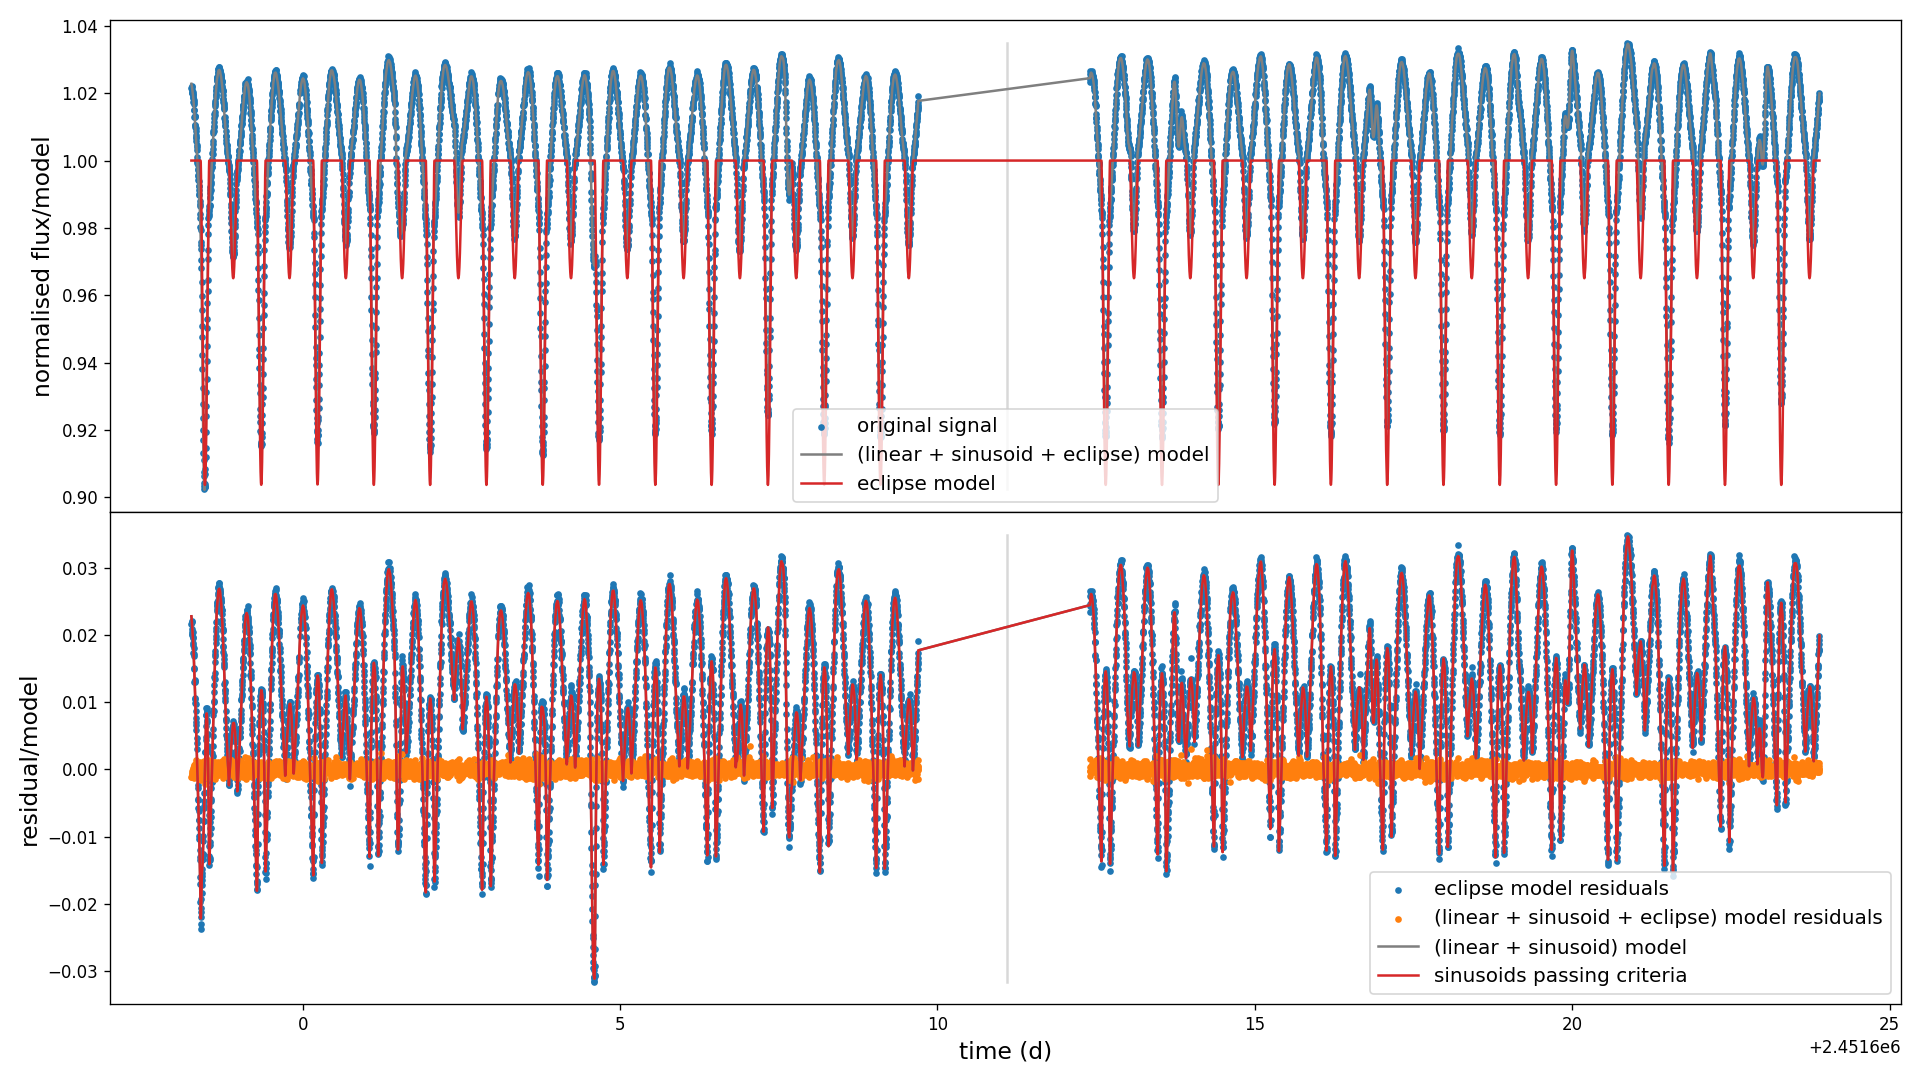 1.04
1.02
1.00
0.98
0.96
0.94
0.92
0.90
normalised flux/model
original signal
(linear + sinusoid + eclipse) model
eclipse model
0.03
0.02
0.01
0.00
−0.01
−0.02
−0.03
residual/model
eclipse model residuals
(linear + sinusoid + eclipse) model residuals
(linear + sinusoid) model
sinusoids passing criteria
0 5 10 15 20 25
time (d)
+2.4516e6